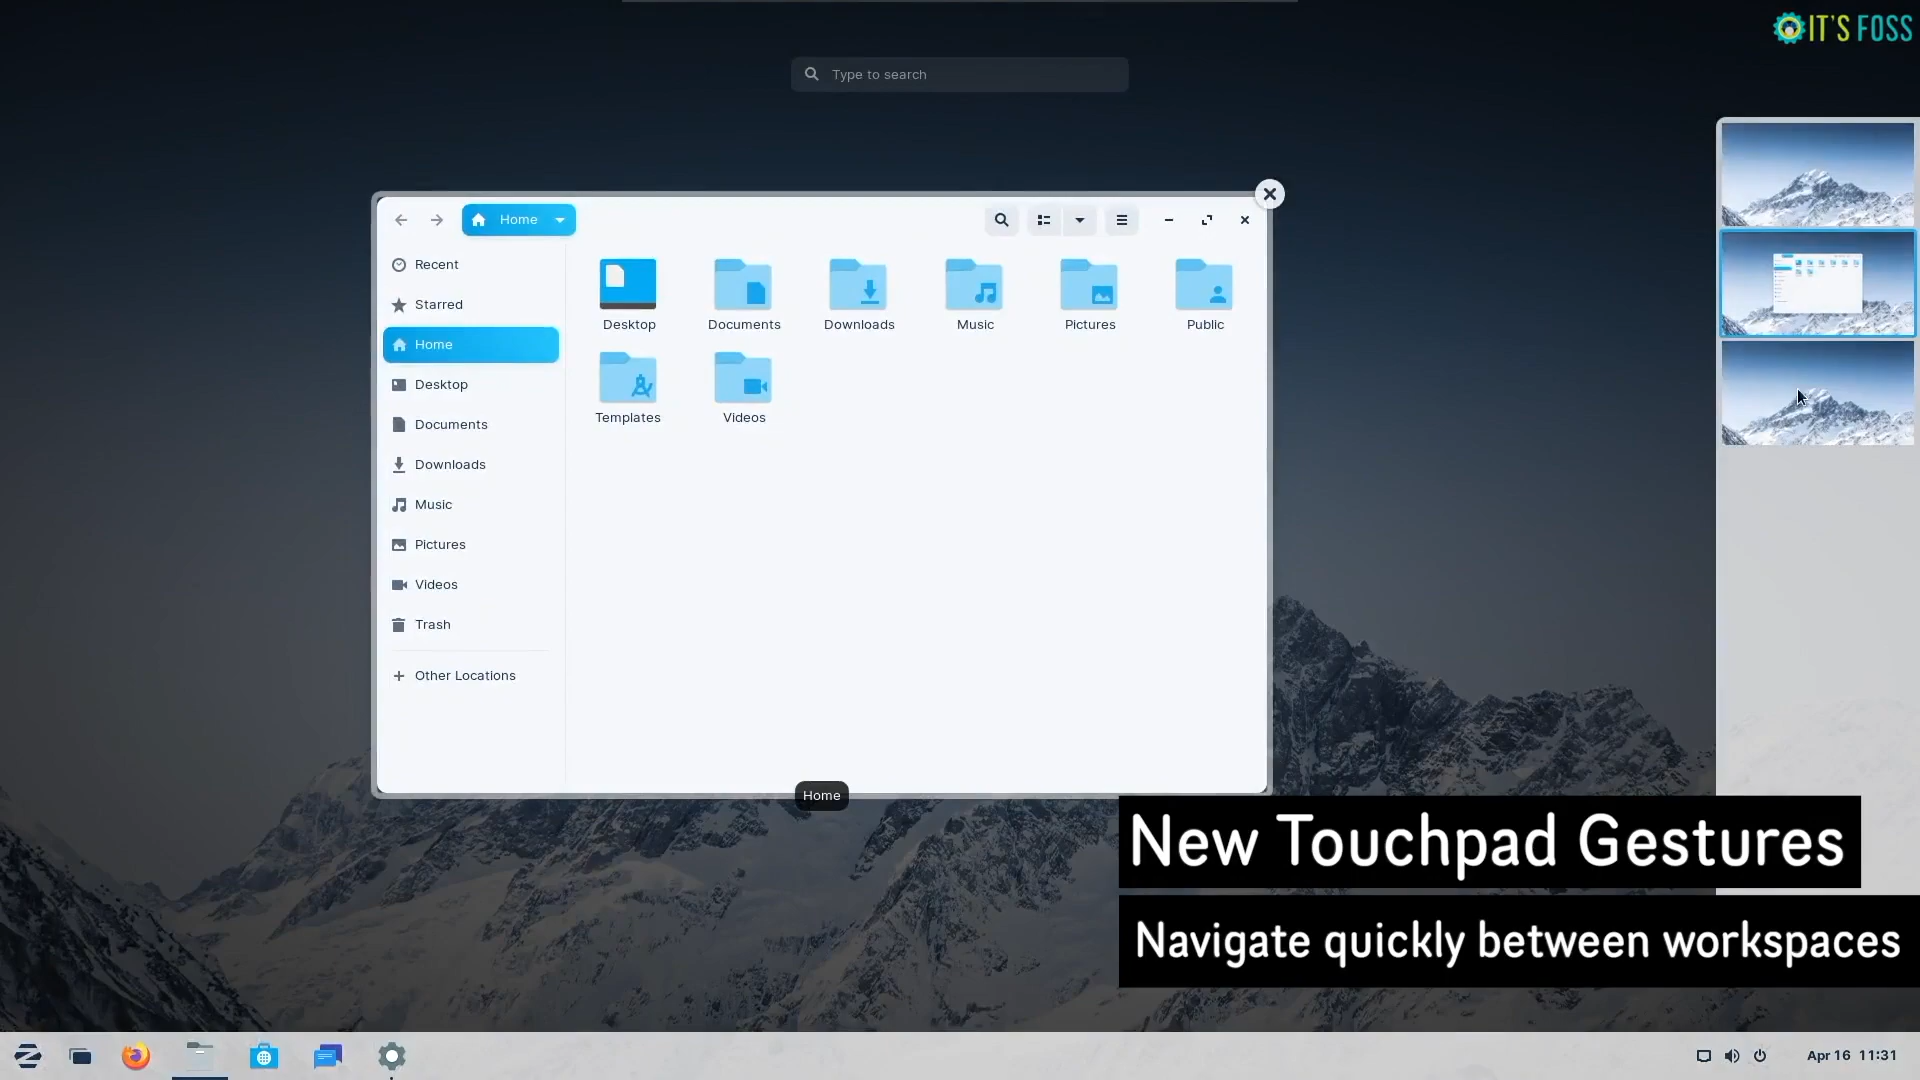 IT'S FOSS
Type to search
Home
Recent
Starred
Home
Desktop
Documents
Downloads
Music
Pictures
Videos
Trash
Other Locations
Desktop
Documents
Downloads
Music
Pictures
Public
Templates
Videos
Home
New Touchpad Gestures
Navigate quickly between workspaces
Apr 16 11:31